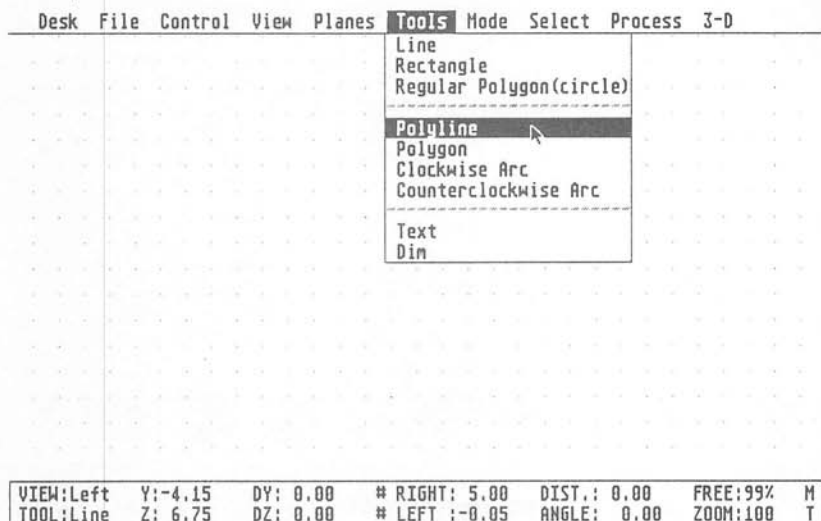 Desk File Control View Planes Tools Mode Select Process 3-D
Line
Rectangle
Regular Polygon(circle)
Polyline
Polygon
Clockwise Arc
Counterclockwise Arc
Text
Dim
VIEW:Left Y:-4.15 DY: 0.00 # RIGHT: 5.00 DIST.: 0.00 FREE:99% M
TOOL:Line Z: 6.75 DZ: 0.00 # LEFT :-0.05 ANGLE: 0.00 ZOOM:100 T